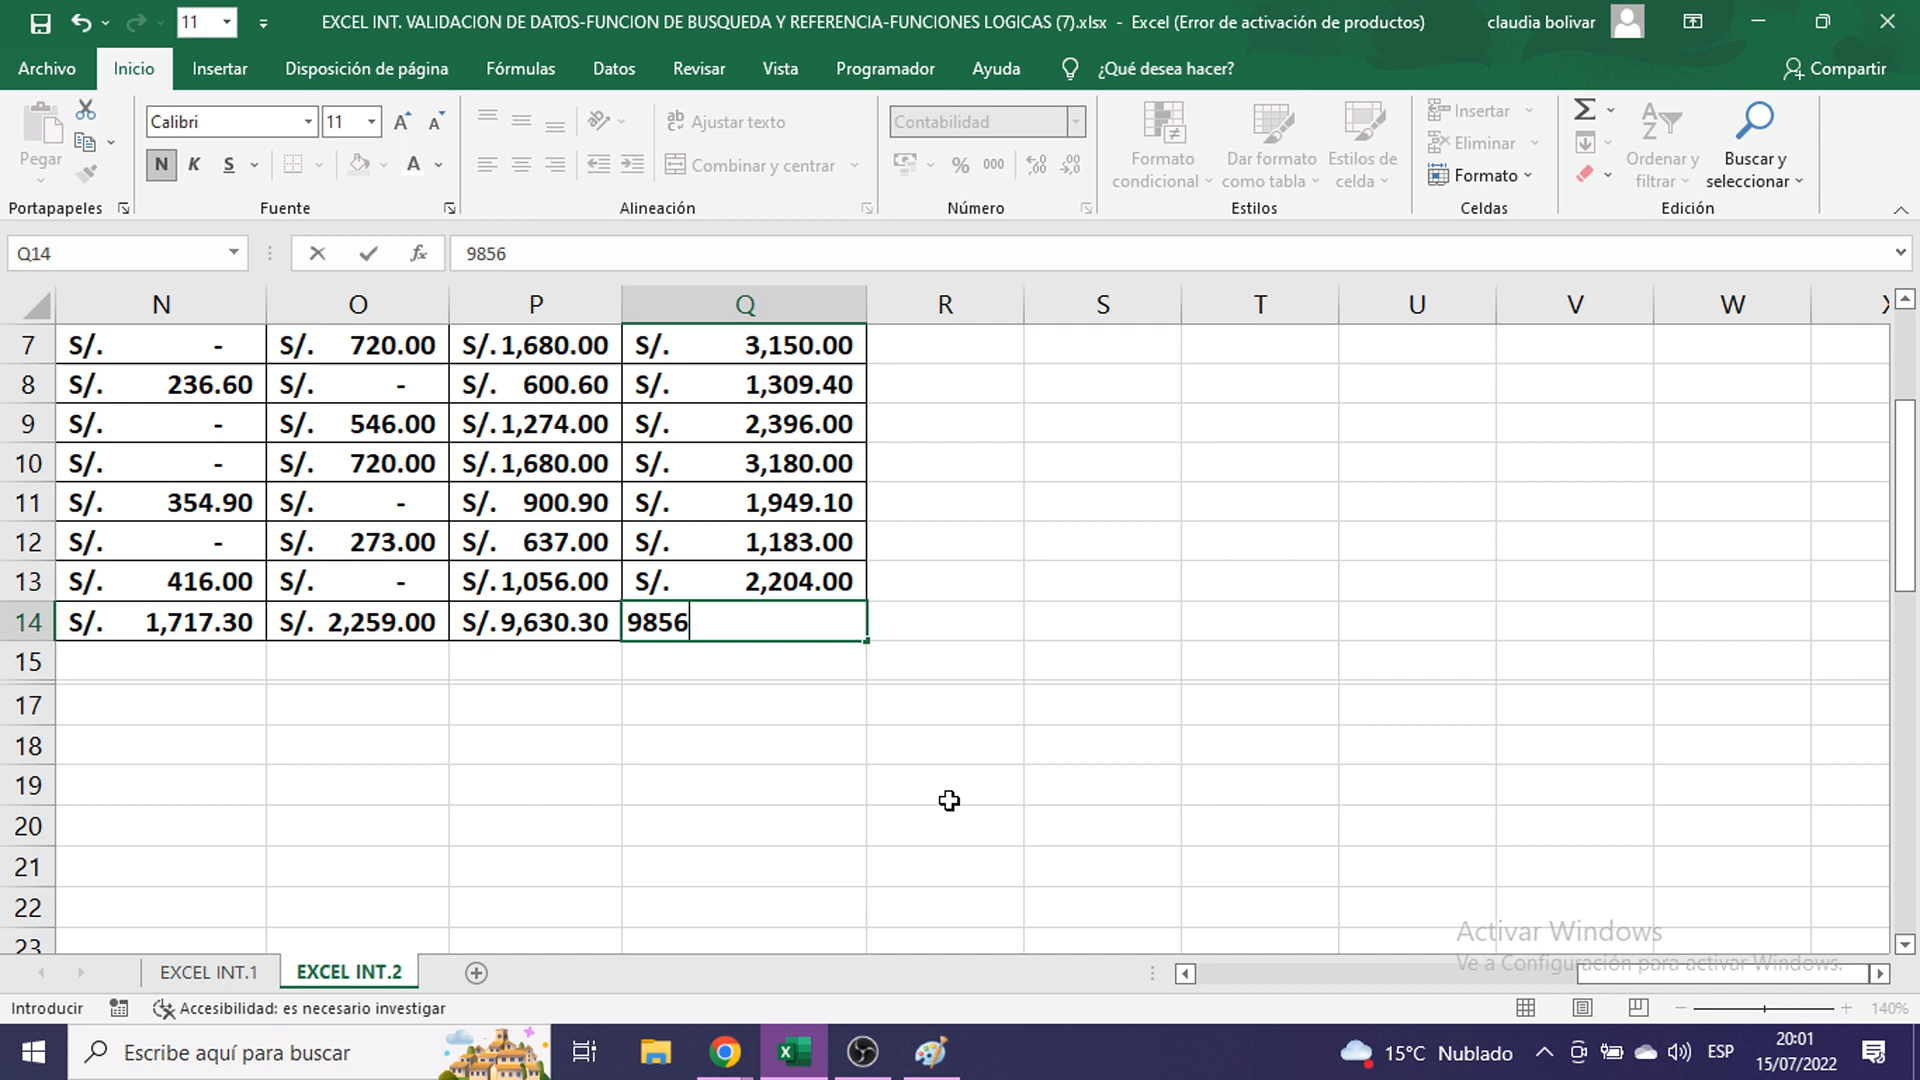 11
EXCEL INT. VALIDACION DE DATOS-FUNCION DE BUSQUEDA Y REFERENCIA-FUNCIONES LOGICAS (7).xlsx - Excel (Error de activación de productos)
claudia bolivar
Archivo Inicio Insertar Disposición de página Fórmulas Datos Revisar Vista Programador Ayuda ¿Qué desea hacer? Compartir
Pegar
Calibri 11
N K S
Ajustar texto
Combinar y centrar
Contabilidad
% 000
Formato condicional
Dar formato como tabla
Estilos de celda
Insertar
Eliminar
Formato
Ordenar y filtrar
Buscar y seleccionar
Portapapeles Fuente Alineación Número Estilos Celdas Edición
Q14 fx 9856
N O P Q R S T U V W X
7 S/. - S/. 720.00 S/. 1,680.00 S/. 3,150.00
8 S/. 236.60 S/. - S/. 600.60 S/. 1,309.40
9 S/. - S/. 546.00 S/. 1,274.00 S/. 2,396.00
10 S/. - S/. 720.00 S/. 1,680.00 S/. 3,180.00
11 S/. 354.90 S/. - S/. 900.90 S/. 1,949.10
12 S/. - S/. 273.00 S/. 637.00 S/. 1,183.00
13 S/. 416.00 S/. - S/. 1,056.00 S/. 2,204.00
14 S/. 1,717.30 S/. 2,259.00 S/. 9,630.30 9856
15
17
18
19
20
21
22
23
Activar Windows
Ve a Configuración para activar Windows.
EXCEL INT.1 EXCEL INT.2
Introducir Accesibilidad: es necesario investigar 140%
Escribe aquí para buscar
15°C Nublado ESP
20:01
15/07/2022